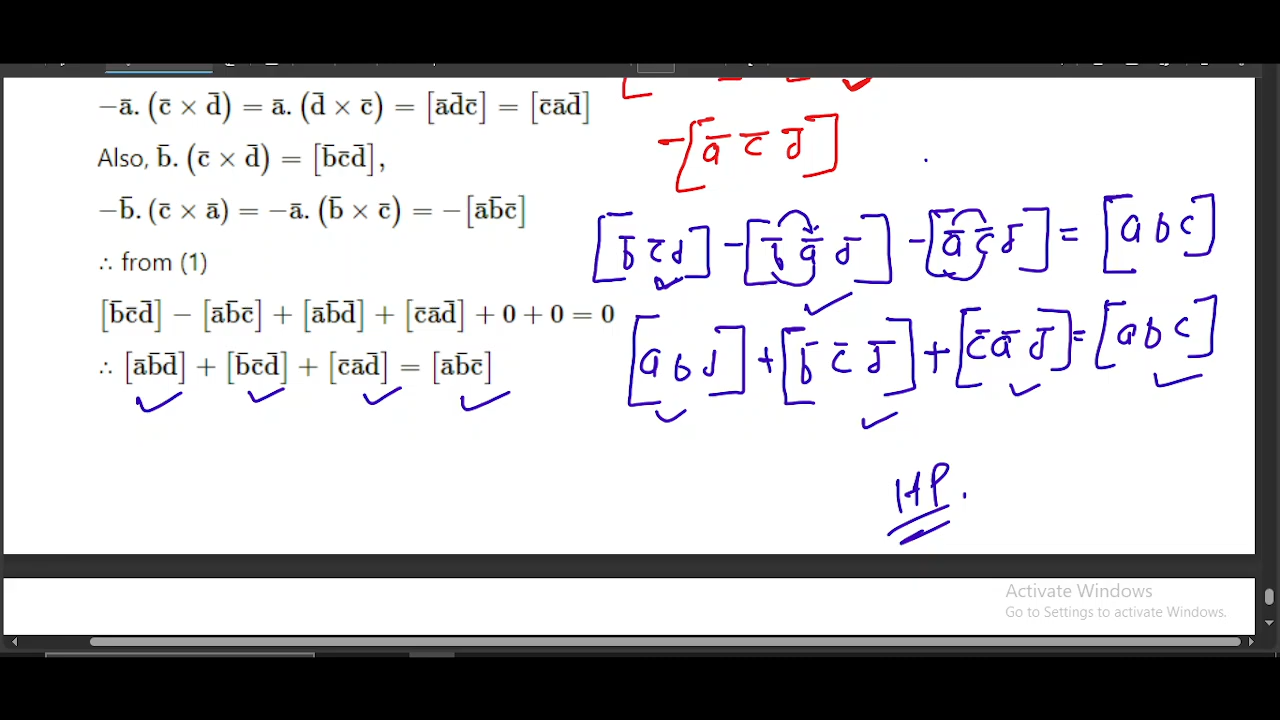 −ā. (c̄ × d̄) = ā. (d̄ × c̄) = [ād̄c̄] = [c̄ād̄]
−[ā c̄ d̄]
Also, b̄. (c̄ × d̄) = [b̄c̄d̄],
−b̄. (c̄ × ā) = −ā. (b̄ × c̄) = −[āb̄c̄]
[b̄ c̄ d] − [b̄ ā d̄] − [ā c̄ d̄] = [a b c]
∴ from (1)
[b̄c̄d̄] − [āb̄c̄] + [āb̄d̄] + [c̄ād̄] + 0 + 0 = 0
∴ [āb̄d̄] + [b̄c̄d̄] + [c̄ād̄] = [āb̄c̄]
[a b d] + [b̄ c̄ d̄] + [c̄ ā d̄] = [a b c]
HP.
Activate Windows
Go to Settings to activate Windows.